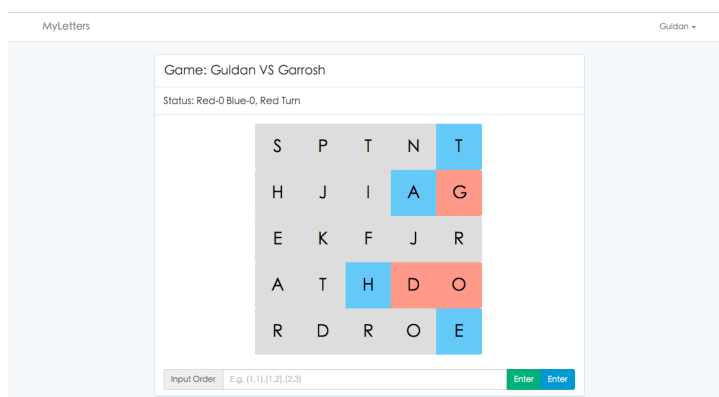 MyLetters Guldan
Game: Guldan VS Garrosh
Status: Red-0 Blue-0, Red Turn
S P T N T
H J I A G
E K F J R
A T H D O
R D R O E
Input Order E.g. (1,1),(1,2),(2,3) Enter Enter